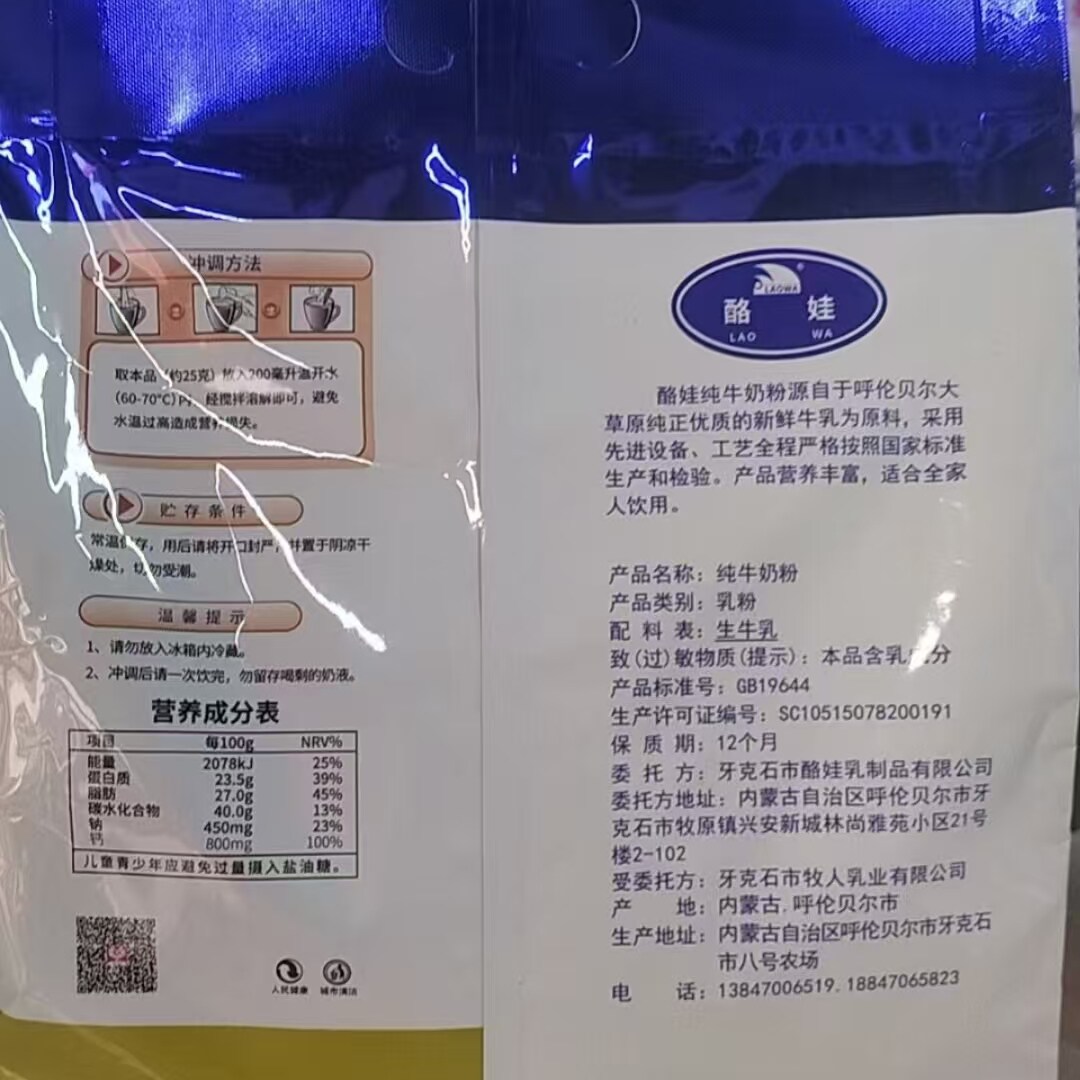 冲调方法
取本品（约25克）放入200毫升温开水
（60-70℃）内，经搅拌溶解即可，避免
水温过高造成营养损失。
贮存条件
常温保存，用后请将开口封严，并置于阴凉干
燥处，切勿受潮。
温馨提示
1、请勿放入冰箱内冷藏。
2、冲调后请一次饮完，勿留存喝剩的奶液。
营养成分表
项目 每100g NRV%
能量 2078kJ 25%
蛋白质 23.5g 39%
脂肪 27.0g 45%
碳水化合物 40.0g 13%
钠 450mg 23%
钙 800mg 100%
儿童青少年应避免过量摄入盐油糖。
人民健康 城市清洁
LAOWA
酪娃
LAO WA
酪娃纯牛奶粉源自于呼伦贝尔大
草原纯正优质的新鲜牛乳为原料，采用
先进设备、工艺全程严格按照国家标准
生产和检验。产品营养丰富，适合全家
人饮用。
产品名称：纯牛奶粉
产品类别：乳粉
配料表：生牛乳
致(过)敏物质(提示)：本品含乳成分
产品标准号：GB19644
生产许可证编号：SC10515078200191
保质期：12个月
委托方：牙克石市酪娃乳制品有限公司
委托方地址：内蒙古自治区呼伦贝尔市牙
克石市牧原镇兴安新城林尚雅苑小区21号
楼2-102
受委托方：牙克石市牧人乳业有限公司
产地：内蒙古.呼伦贝尔市
生产地址：内蒙古自治区呼伦贝尔市牙克石
市八号农场
电话：13847006519.18847065823